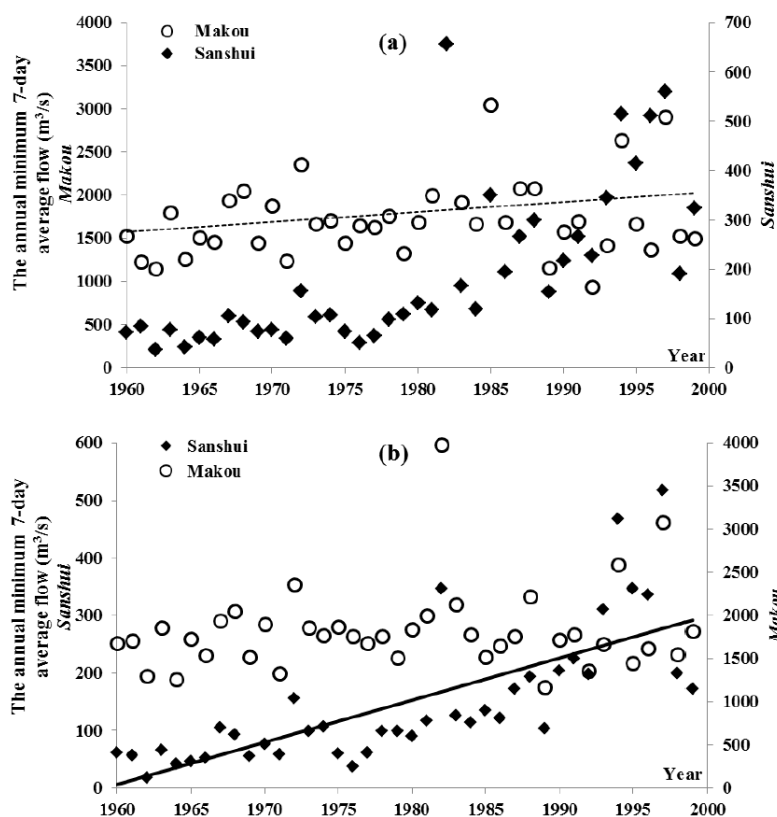 The annual minimum 7-day
average flow (m³/s)
Makou
4000
3500
3000
2500
2000
1500
1000
500
0
Makou
Sanshui
(a)
700
600
500
400
300
200
100
0
Sanshui
Year
1960 1965 1970 1975 1980 1985 1990 1995 2000
The annual minimum 7-day
average flow (m³/s)
Sanshui
600
500
400
300
200
100
0
Sanshui
Makou
(b)
4000
3500
3000
2500
2000
1500
1000
500
0
Makou
Year
1960 1965 1970 1975 1980 1985 1990 1995 2000